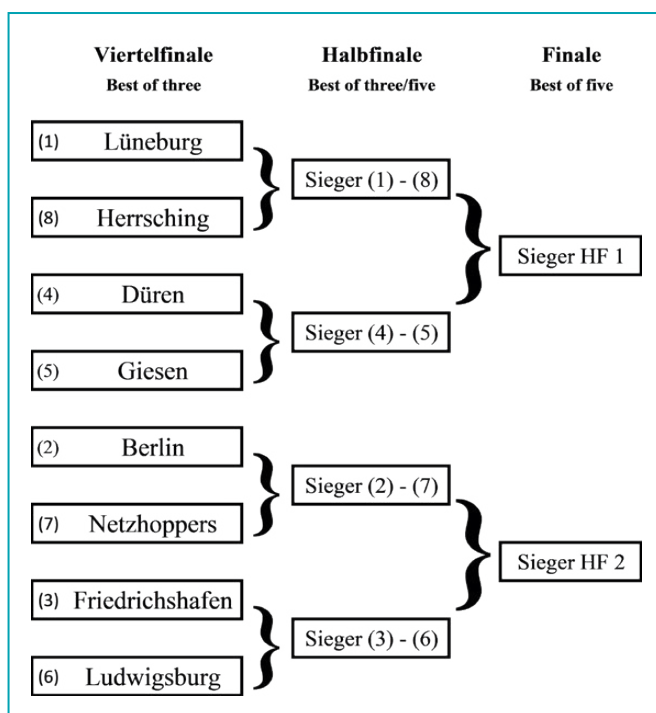 Viertelfinale
Halbfinale
Finale
Best of three
Best of three/five
Best of five
(1) Lüneburg
Sieger (1) - (8)
(8) Herrsching
Sieger HF 1
(4) Düren
Sieger (4) - (5)
(5) Giesen
(2) Berlin
Sieger (2) - (7)
(7) Netzhoppers
Sieger HF 2
(3) Friedrichshafen
Sieger (3) - (6)
(6) Ludwigsburg